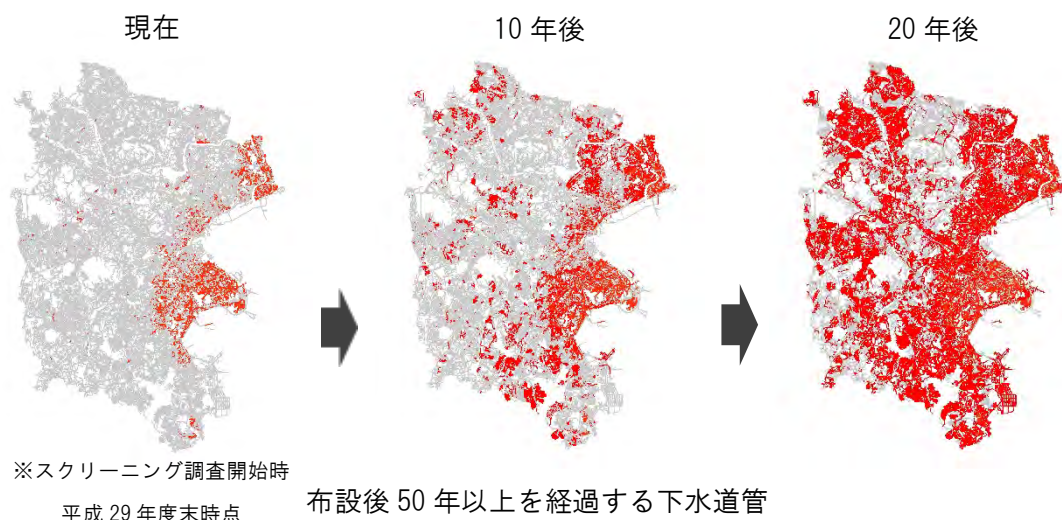 現在
10 年後
20 年後
※スクリーニング調査開始時
平成 29 年度末時点
布設後 50 年以上を経過する下水道管